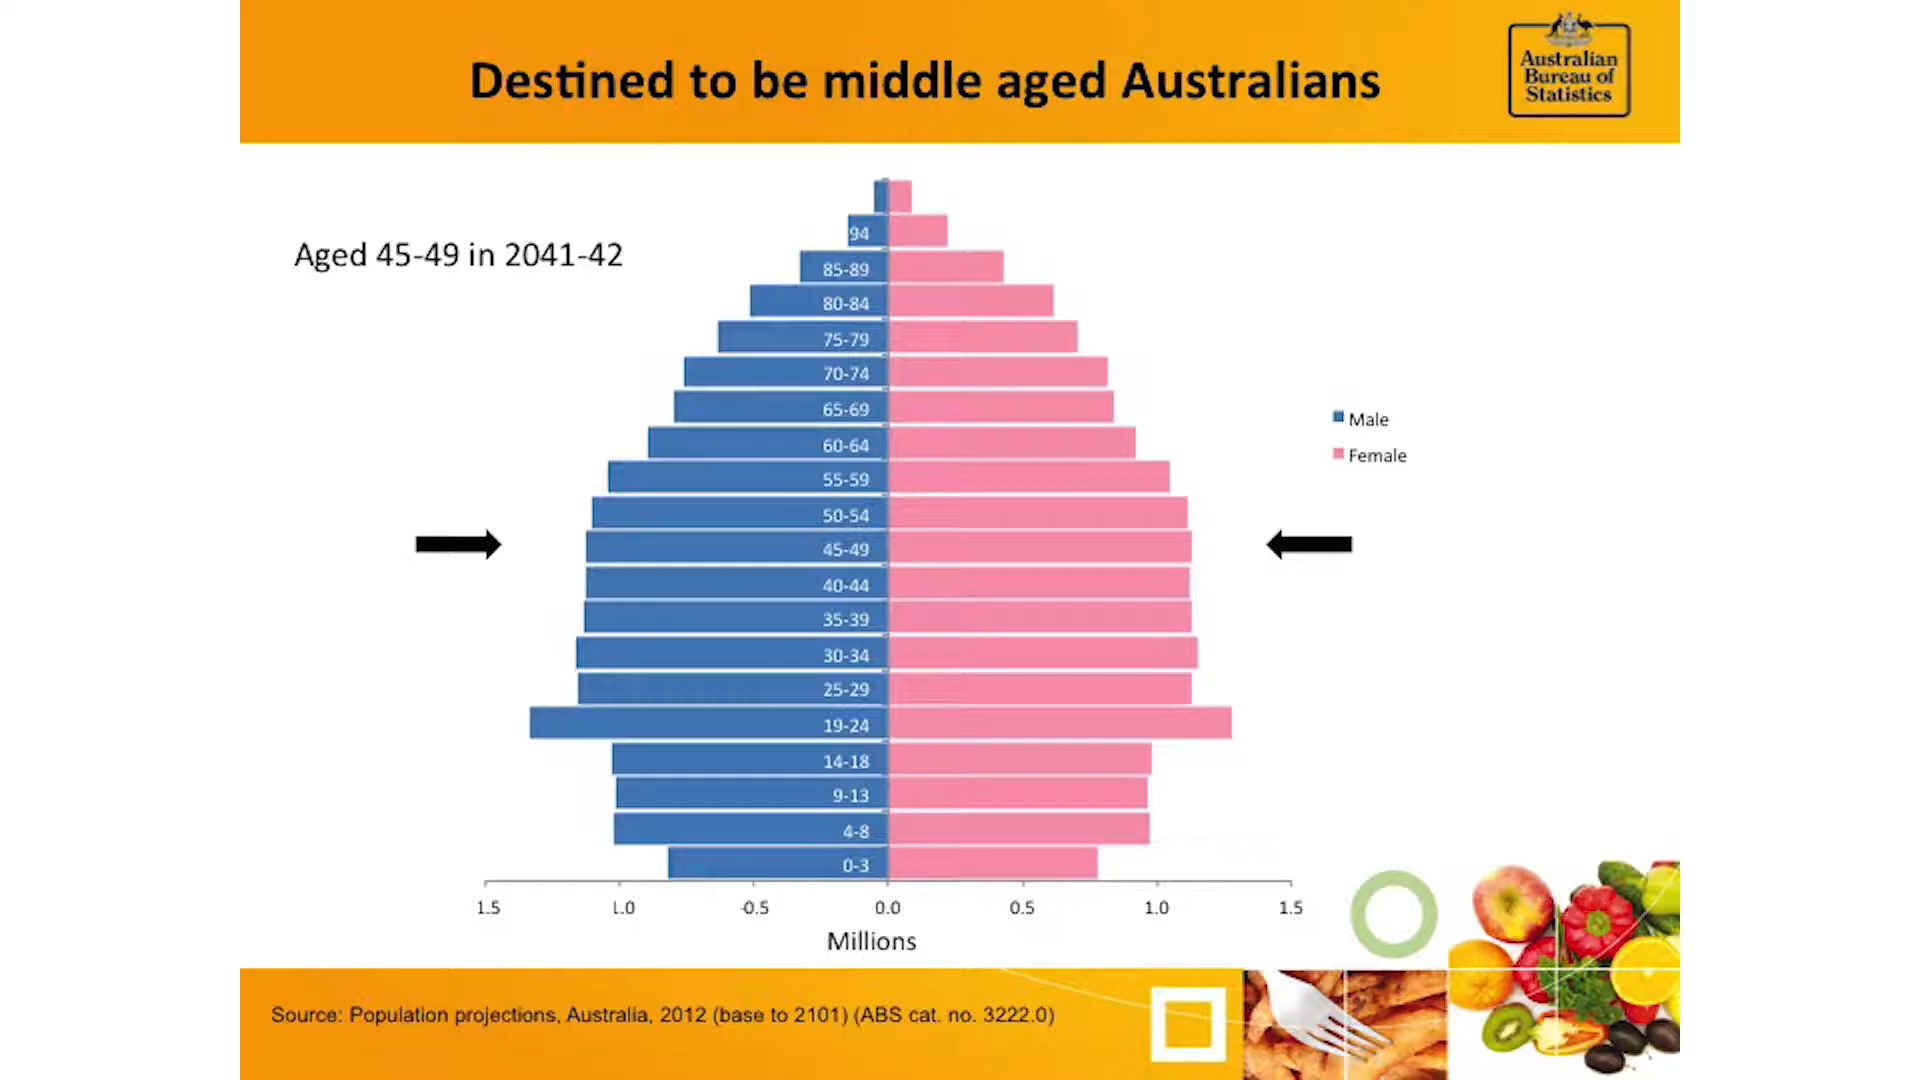 Destined to be middle aged Australians
Australian
Bureau of
Statistics
Aged 45-49 in 2041-42
94
85-89
80-84
75-79
70-74
65-69
60-64
55-59
50-54
45-49
40-44
35-39
30-34
25-29
19-24
14-18
9-13
4-8
0-3
Male
Female
1.5 1.0 -0.5 0.0 0.5 1.0 1.5
Millions
Source: Population projections, Australia, 2012 (base to 2101) (ABS cat. no. 3222.0)